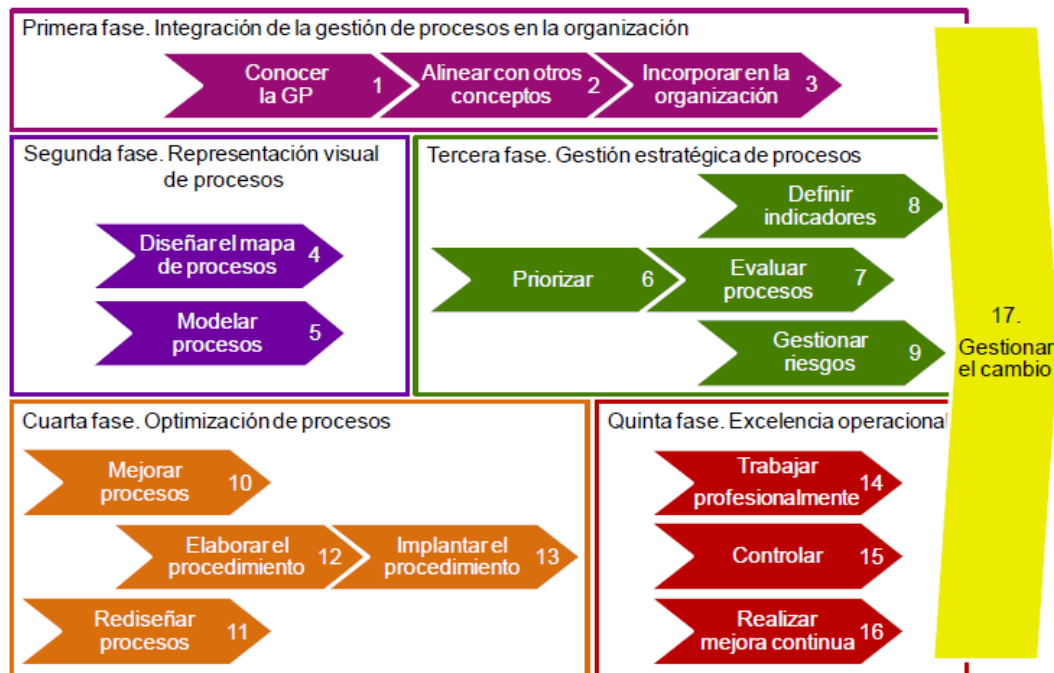 Primera fase. Integración de la gestión de procesos en la organización
Conocer
la GP
1
Alinear con otros
conceptos
2
Incorporar en la
organización
3
Segunda fase. Representación visual
de procesos
Diseñar el mapa
de procesos
4
Modelar
procesos
5
Tercera fase. Gestión estratégica de procesos
Definir
indicadores
8
Priorizar
6
Evaluar
procesos
7
Gestionar
riesgos
9
Cuarta fase. Optimización de procesos
Mejorar
procesos
10
Elaborar el
procedimiento
12
Implantar el
procedimiento
13
Rediseñar
procesos
11
Quinta fase. Excelencia operacional
Trabajar
profesionalmente
14
Controlar
15
Realizar
mejora continua
16
17.
Gestionar
el cambio